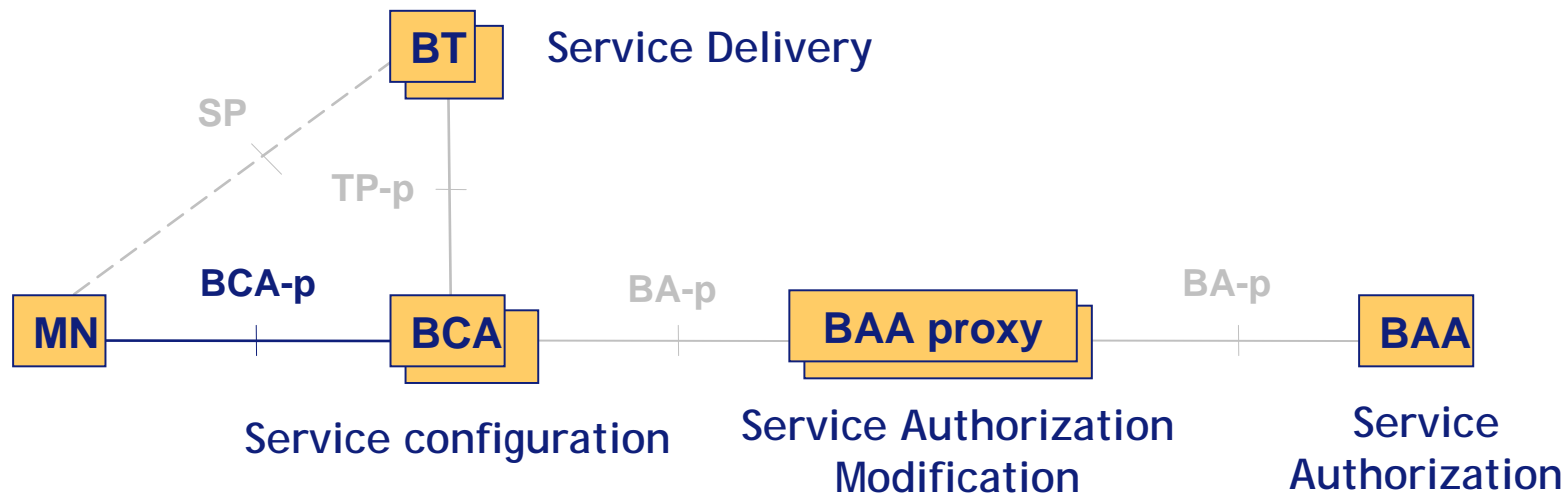 BT
Service Delivery
SP
TP-p
BCA-p
BA-p
BA-p
MN
BCA
BAA proxy
BAA
Service configuration
Service Authorization
Modification
Service
Authorization